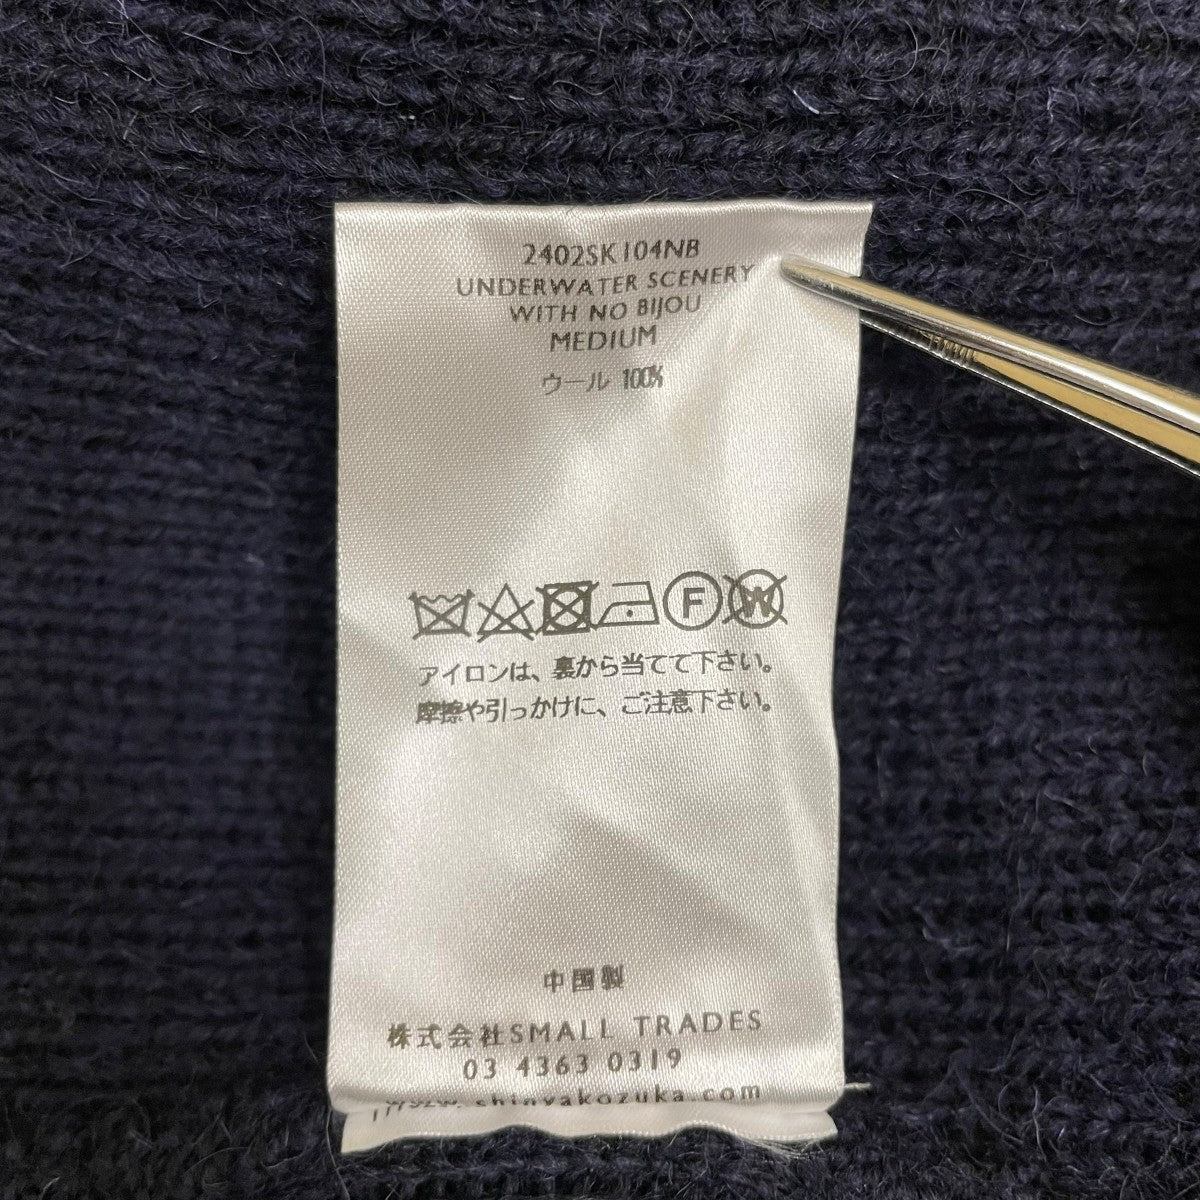 2402SK104NB
UNDERWATER SCENERY
WITH NO BIJOU
MEDIUM
ウール 100%
F W
アイロンは、裏から当てて下さい。
摩擦や引っかけに、ご注意下さい。
中国製
株式会社SMALL TRADES
03 4363 0319
www.shinyakozuka.com